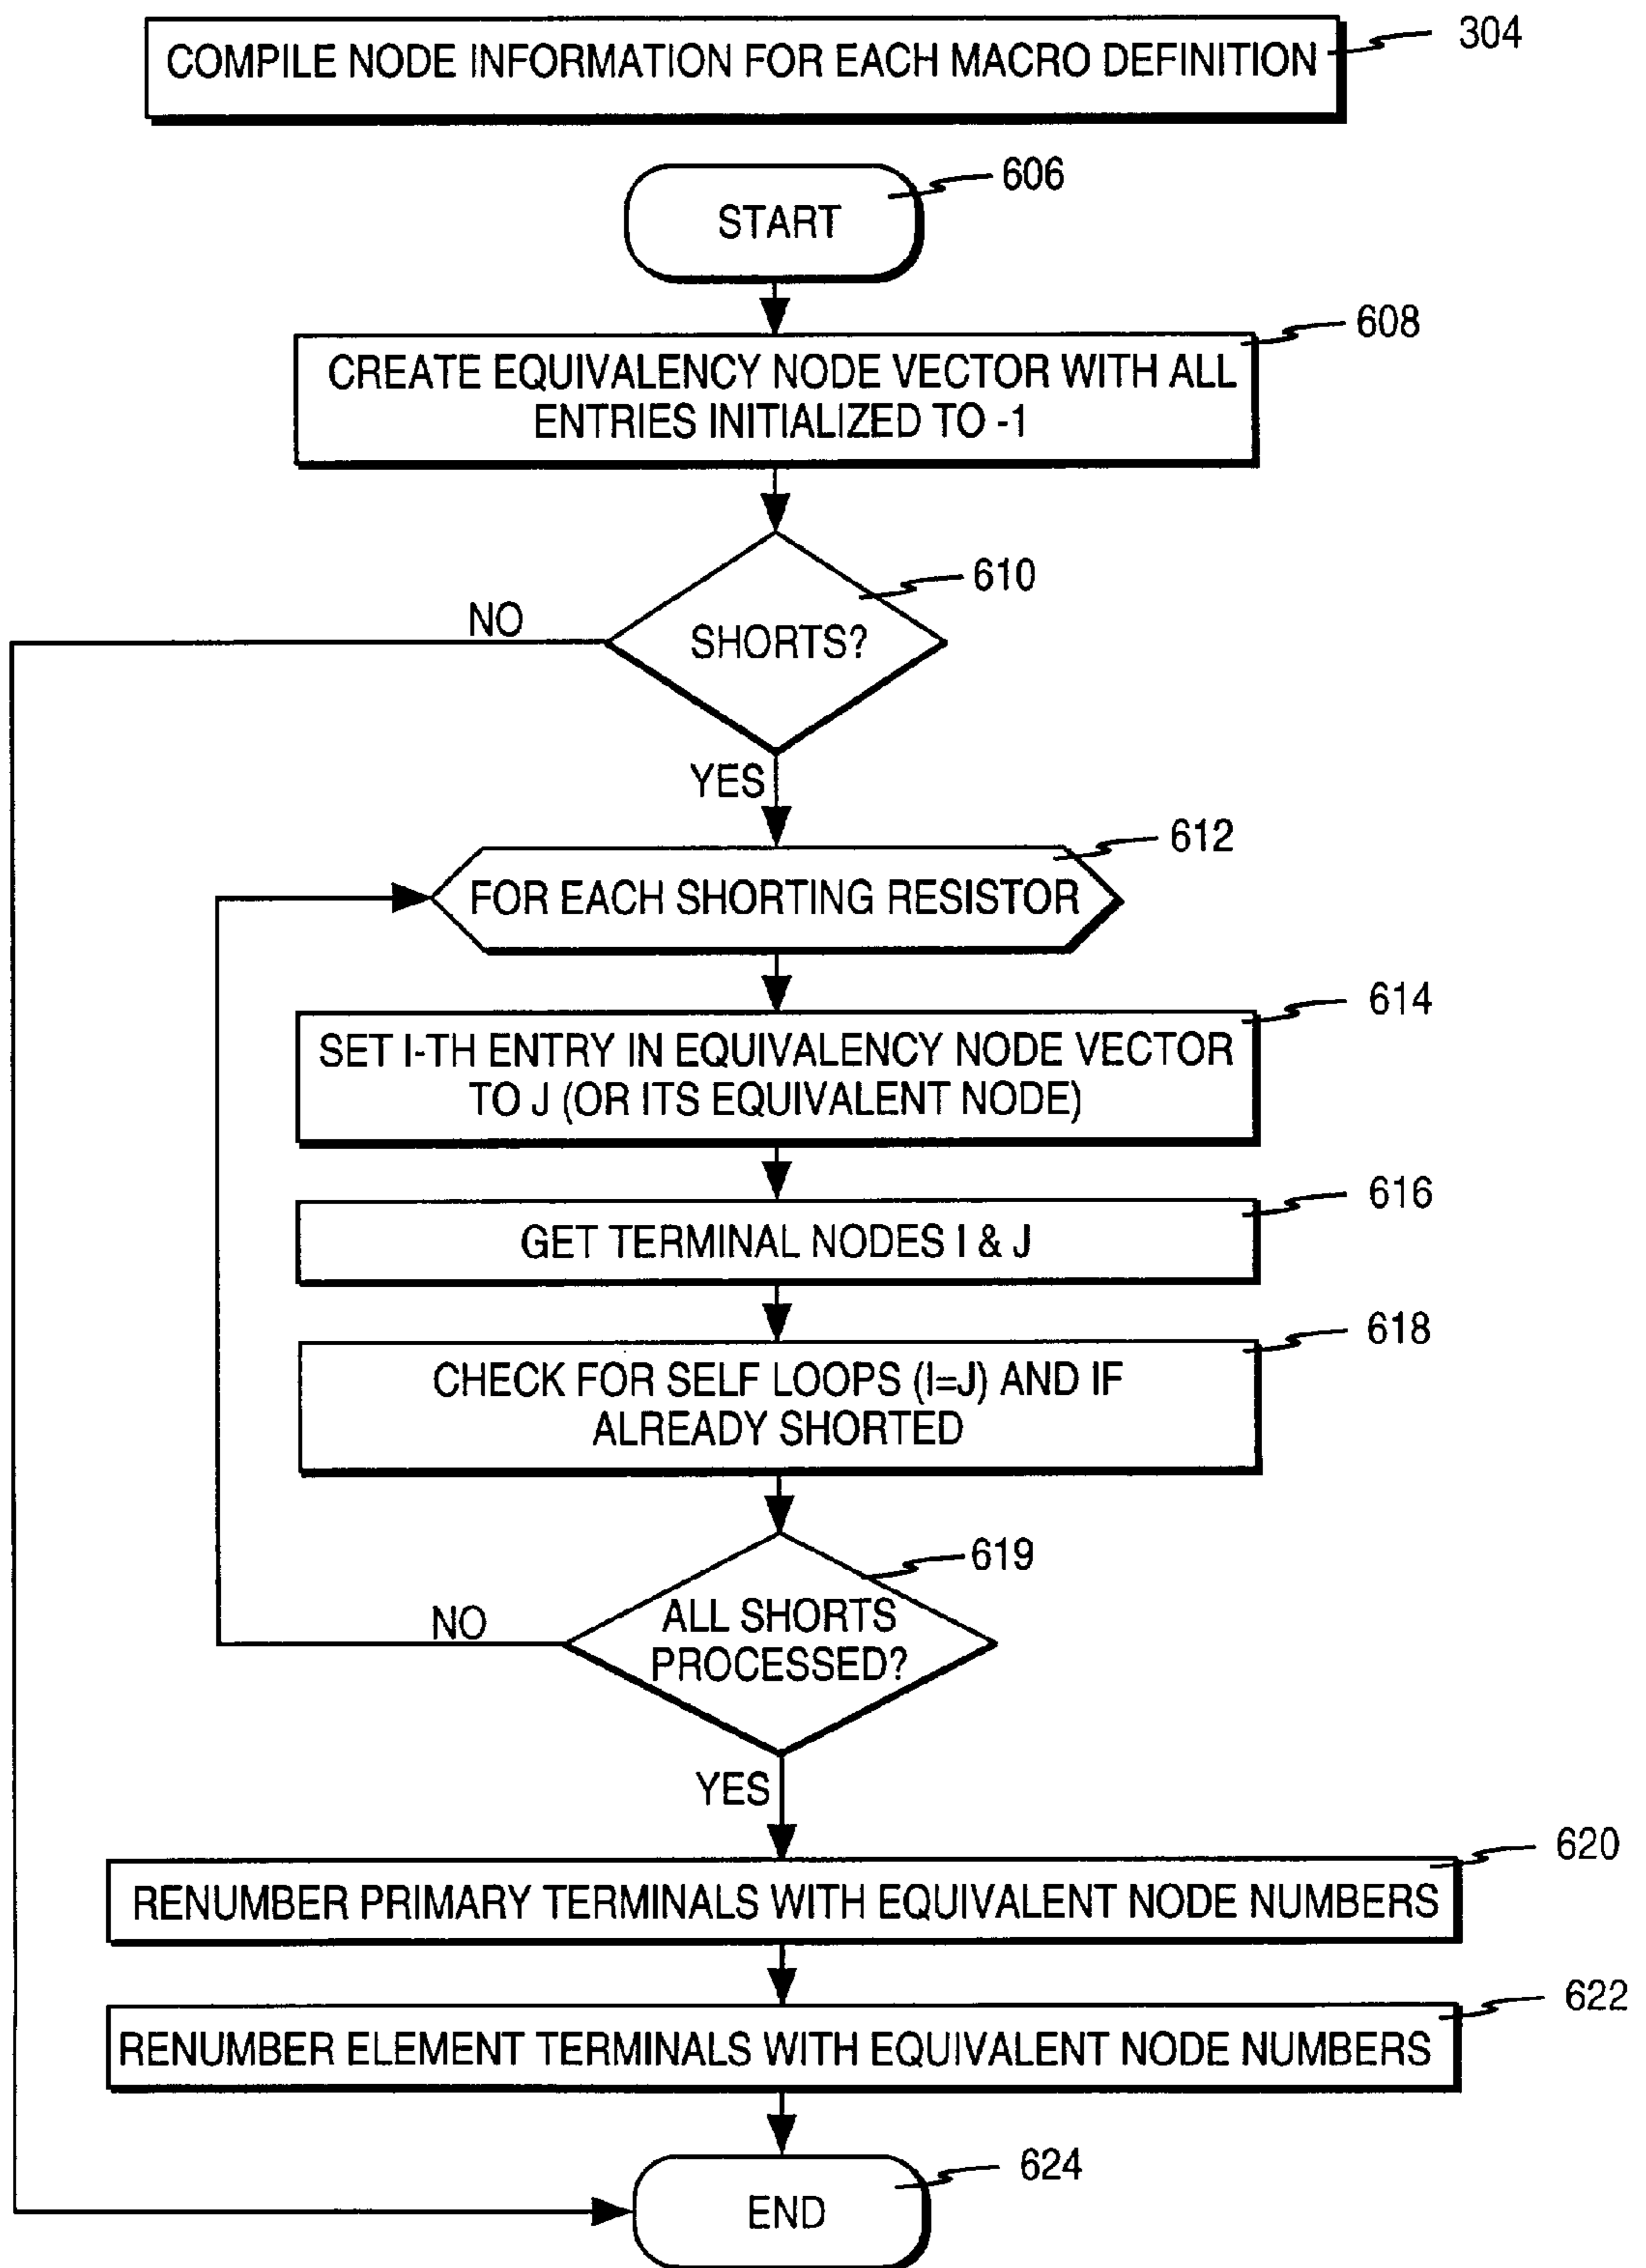 COMPILE NODE INFORMATION FOR EACH MACRO DEFINITION
304
START
606
CREATE EQUIVALENCY NODE VECTOR WITH ALL
ENTRIES INITIALIZED TO -1
608
SHORTS?
610
NO
YES
FOR EACH SHORTING RESISTOR
612
SET I-TH ENTRY IN EQUIVALENCY NODE VECTOR
TO J (OR ITS EQUIVALENT NODE)
614
GET TERMINAL NODES I & J
616
CHECK FOR SELF LOOPS (I=J) AND IF
ALREADY SHORTED
618
ALL SHORTS
PROCESSED?
619
NO
YES
RENUMBER PRIMARY TERMINALS WITH EQUIVALENT NODE NUMBERS
620
RENUMBER ELEMENT TERMINALS WITH EQUIVALENT NODE NUMBERS
622
END
624